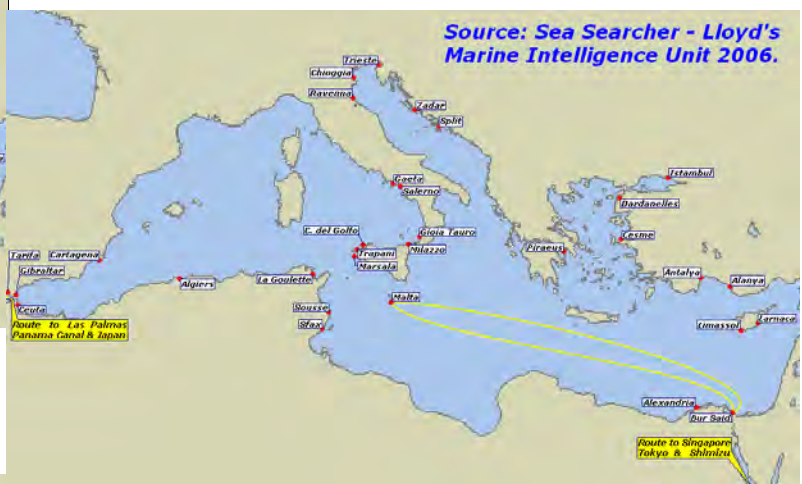 Source: Sea Searcher - Lloyd's
Marine Intelligence Unit 2006.
Trieste
Chioggia
Ravenna
Zadar
Split
Istambul
Gaeta
Salerno
Dardanelles
C. del Golfo
Gioia Tauro
Cesme
Tarifa
Cartagena
Trapani
Milazzo
Piraeus
Gibraltar
Marsala
Algiers
La Goulette
Antalya
Alanya
Ceuta
Malta
Sousse
Larnaca
Sfax
Limassol
Route to Las Palmas
Panama Canal & Japan
Alexandria
Bur Said
Route to Singapore
Tokyo & Shimizu